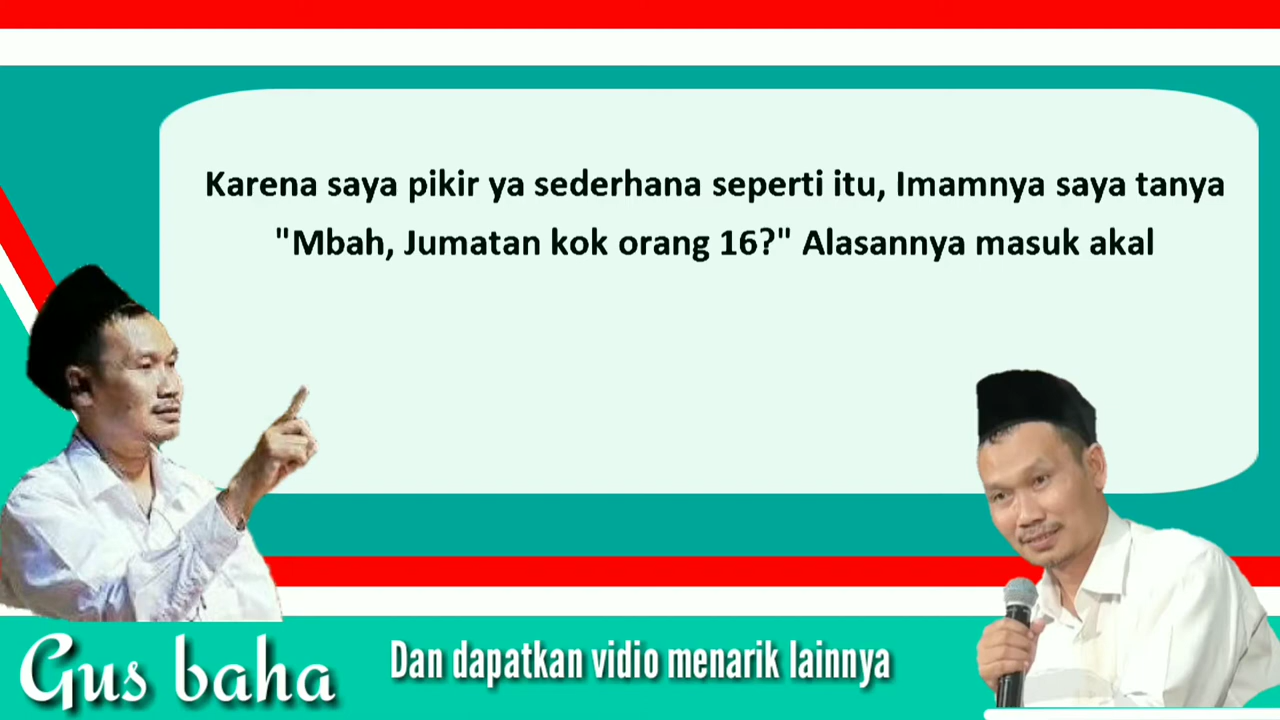 Karena saya pikir ya sederhana seperti itu, Imamnya saya tanya
"Mbah, Jumatan kok orang 16?" Alasannya masuk akal
Gus baha
Dan dapatkan vidio menarik lainnya